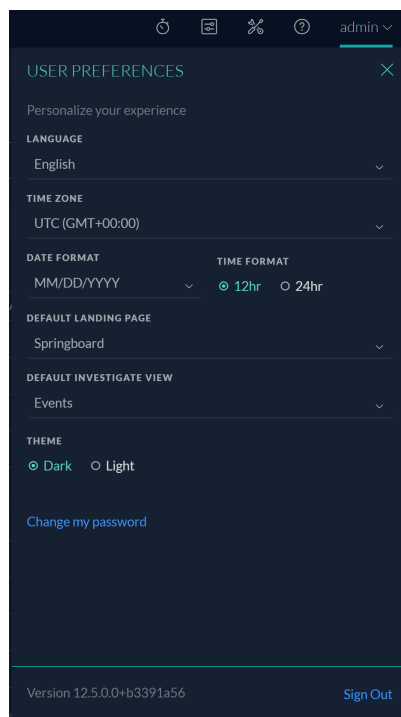 admin
USER PREFERENCES
Personalize your experience
LANGUAGE
English
TIME ZONE
UTC (GMT+00:00)
DATE FORMAT
TIME FORMAT
MM/DD/YYYY
12hr
24hr
DEFAULT LANDING PAGE
Springboard
DEFAULT INVESTIGATE VIEW
Events
THEME
Dark
Light
Change my password
Version 12.5.0.0+b3391a56
Sign Out